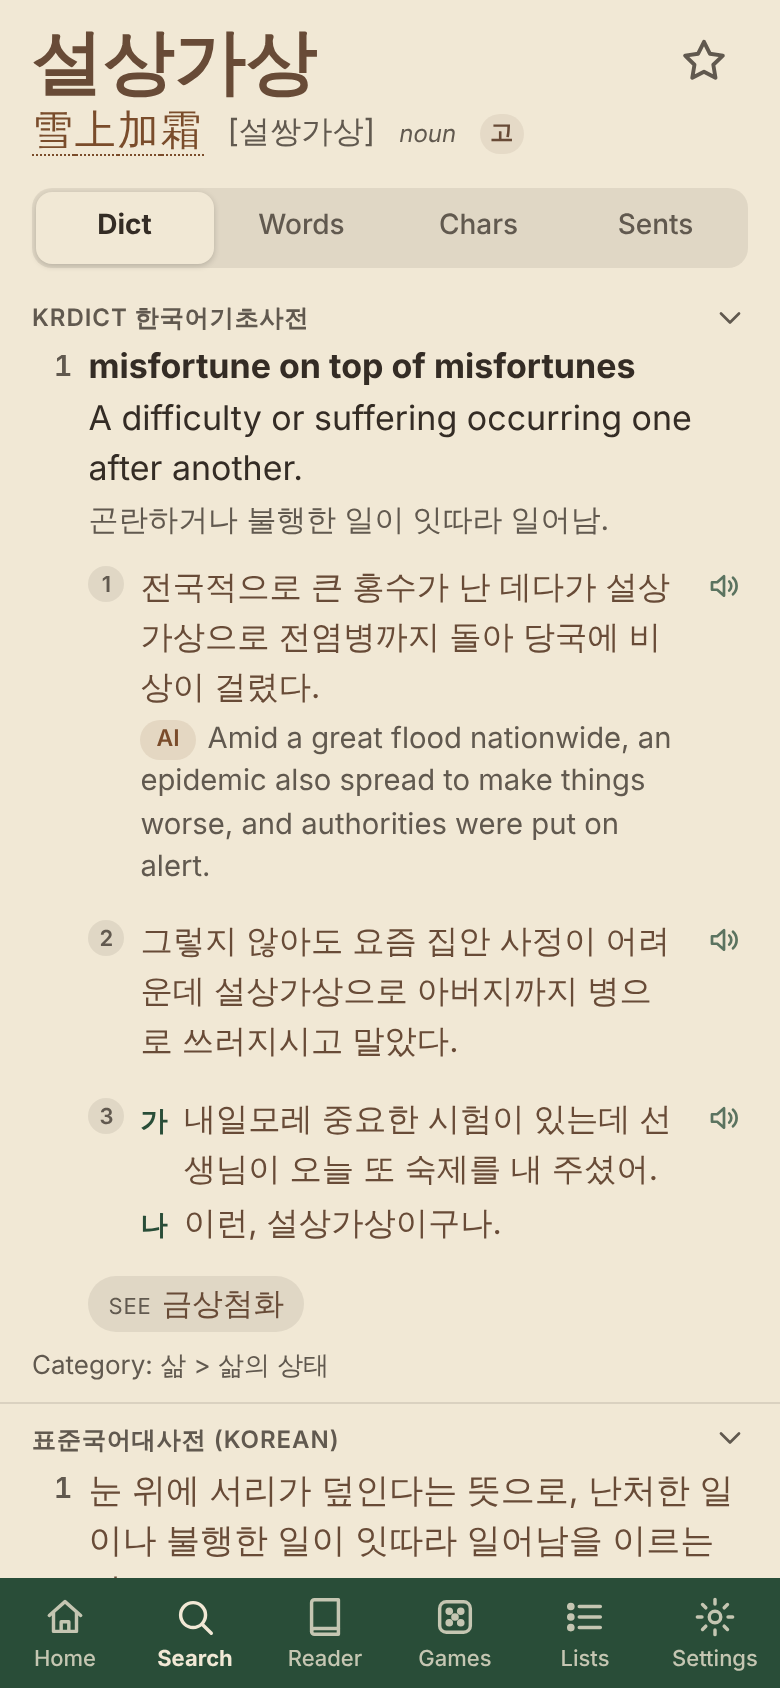 설상가상
雪上加霜 [설쌍가상] noun 고
Dict Words Chars Sents
KRDICT 한국어기초사전
1 misfortune on top of misfortunes
A difficulty or suffering occurring one
after another.
곤란하거나 불행한 일이 잇따라 일어남.
1 전국적으로 큰 홍수가 난 데다가 설상
가상으로 전염병까지 돌아 당국에 비
상이 걸렸다.
AI Amid a great flood nationwide, an
epidemic also spread to make things
worse, and authorities were put on
alert.
2 그렇지 않아도 요즘 집안 사정이 어려
운데 설상가상으로 아버지까지 병으
로 쓰러지시고 말았다.
3 가 내일모레 중요한 시험이 있는데 선
생님이 오늘 또 숙제를 내 주셨어.
나 이런, 설상가상이구나.
SEE 금상첨화
Category: 삶 > 삶의 상태
표준국어대사전 (KOREAN)
1 눈 위에 서리가 덮인다는 뜻으로, 난처한 일
이나 불행한 일이 잇따라 일어남을 이르는
Home Search Reader Games Lists Settings